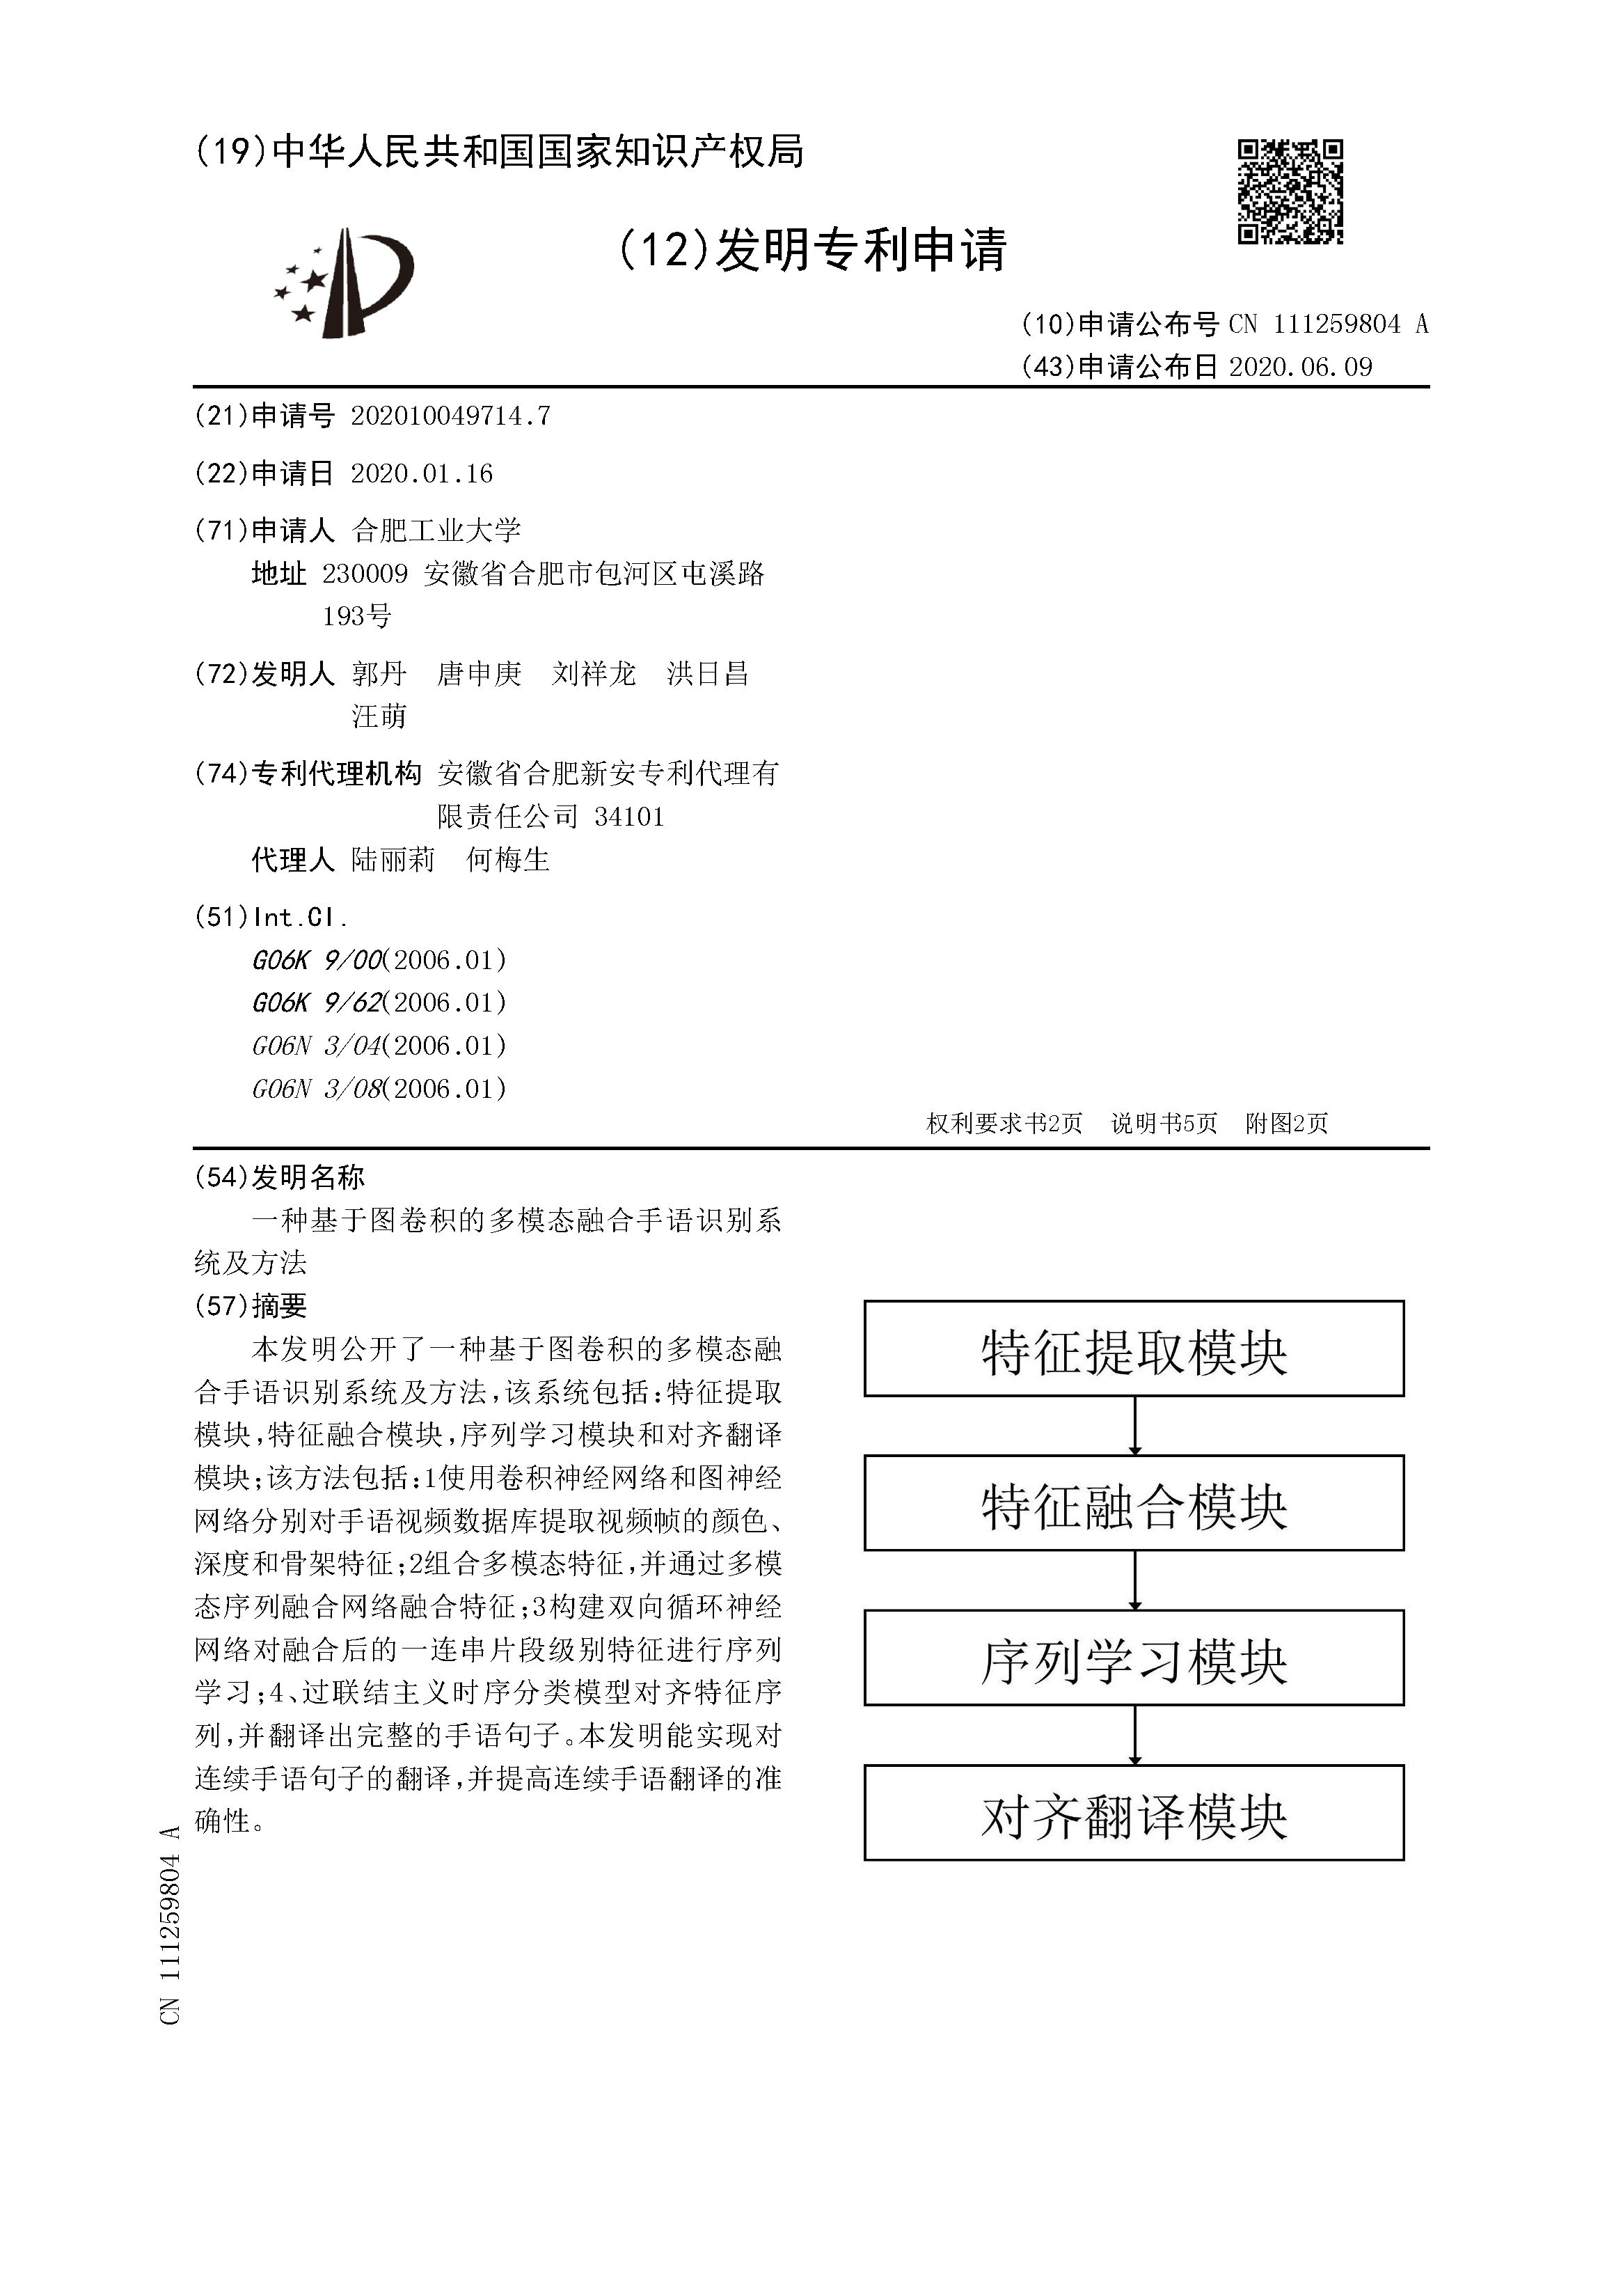 (19)中华人民共和国国家知识产权局
(12)发明专利申请
(10)申请公布号 CN 111259804 A
(43)申请公布日 2020.06.09
(21)申请号 202010049714.7
(22)申请日 2020.01.16
(71)申请人 合肥工业大学
地址 230009 安徽省合肥市包河区屯溪路
193号
(72)发明人 郭丹　唐申庚　刘祥龙　洪日昌
汪萌
(74)专利代理机构 安徽省合肥新安专利代理有
限责任公司 34101
代理人 陆丽莉　何梅生
(51)Int.Cl.
G06K 9/00(2006.01)
G06K 9/62(2006.01)
G06N 3/04(2006.01)
G06N 3/08(2006.01)
权利要求书2页　说明书5页　附图2页
(54)发明名称
一种基于图卷积的多模态融合手语识别系
统及方法
(57)摘要
本发明公开了一种基于图卷积的多模态融
合手语识别系统及方法,该系统包括:特征提取
模块,特征融合模块,序列学习模块和对齐翻译
模块;该方法包括:1使用卷积神经网络和图神经
网络分别对手语视频数据库提取视频帧的颜色、
深度和骨架特征;2组合多模态特征,并通过多模
态序列融合网络融合特征;3构建双向循环神经
网络对融合后的一连串片段级别特征进行序列
学习;4、过联结主义时序分类模型对齐特征序
列,并翻译出完整的手语句子。本发明能实现对
连续手语句子的翻译,并提高连续手语翻译的准
确性。
特征提取模块
特征融合模块
序列学习模块
对齐翻译模块
CN 111259804 A